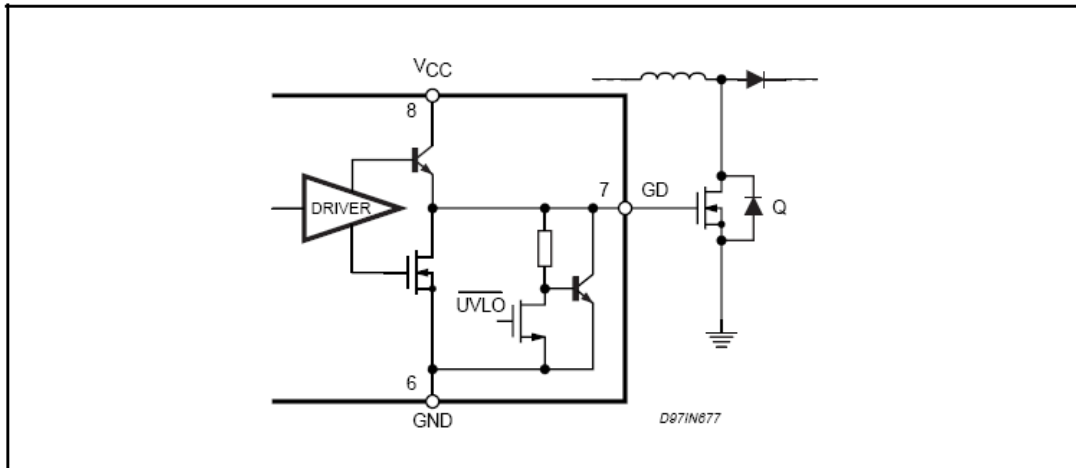 VCC
8
7 GD
DRIVER
Q
UVLO
6
GND
D97IN677